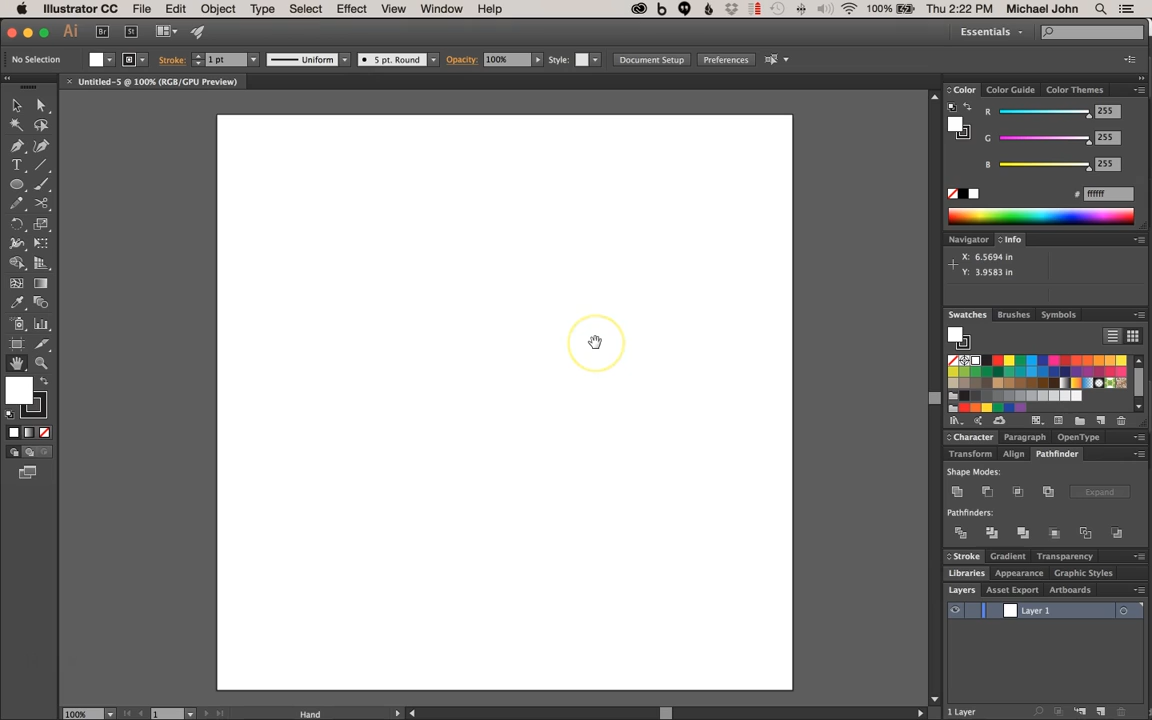 Illustrator CC File Edit Object Type Select Effect View Window Help 100% Thu 2:22 PM Michael John
Ai Br St Essentials
No Selection Stroke: 1 pt Uniform 5 pt. Round Opacity: 100% Style: Document Setup Preferences
× Untitled-5 @ 100% (RGB/GPU Preview)
Color Color Guide Color Themes
R 255
G 255
B 255
# ffffff
Navigator Info
X: 6.5694 in
Y: 3.9583 in
Swatches Brushes Symbols
Character Paragraph OpenType
Transform Align Pathfinder
Shape Modes:
Expand
Pathfinders:
Stroke Gradient Transparency
Libraries Appearance Graphic Styles
Layers Asset Export Artboards
Layer 1
1 Layer
100% 1 Hand